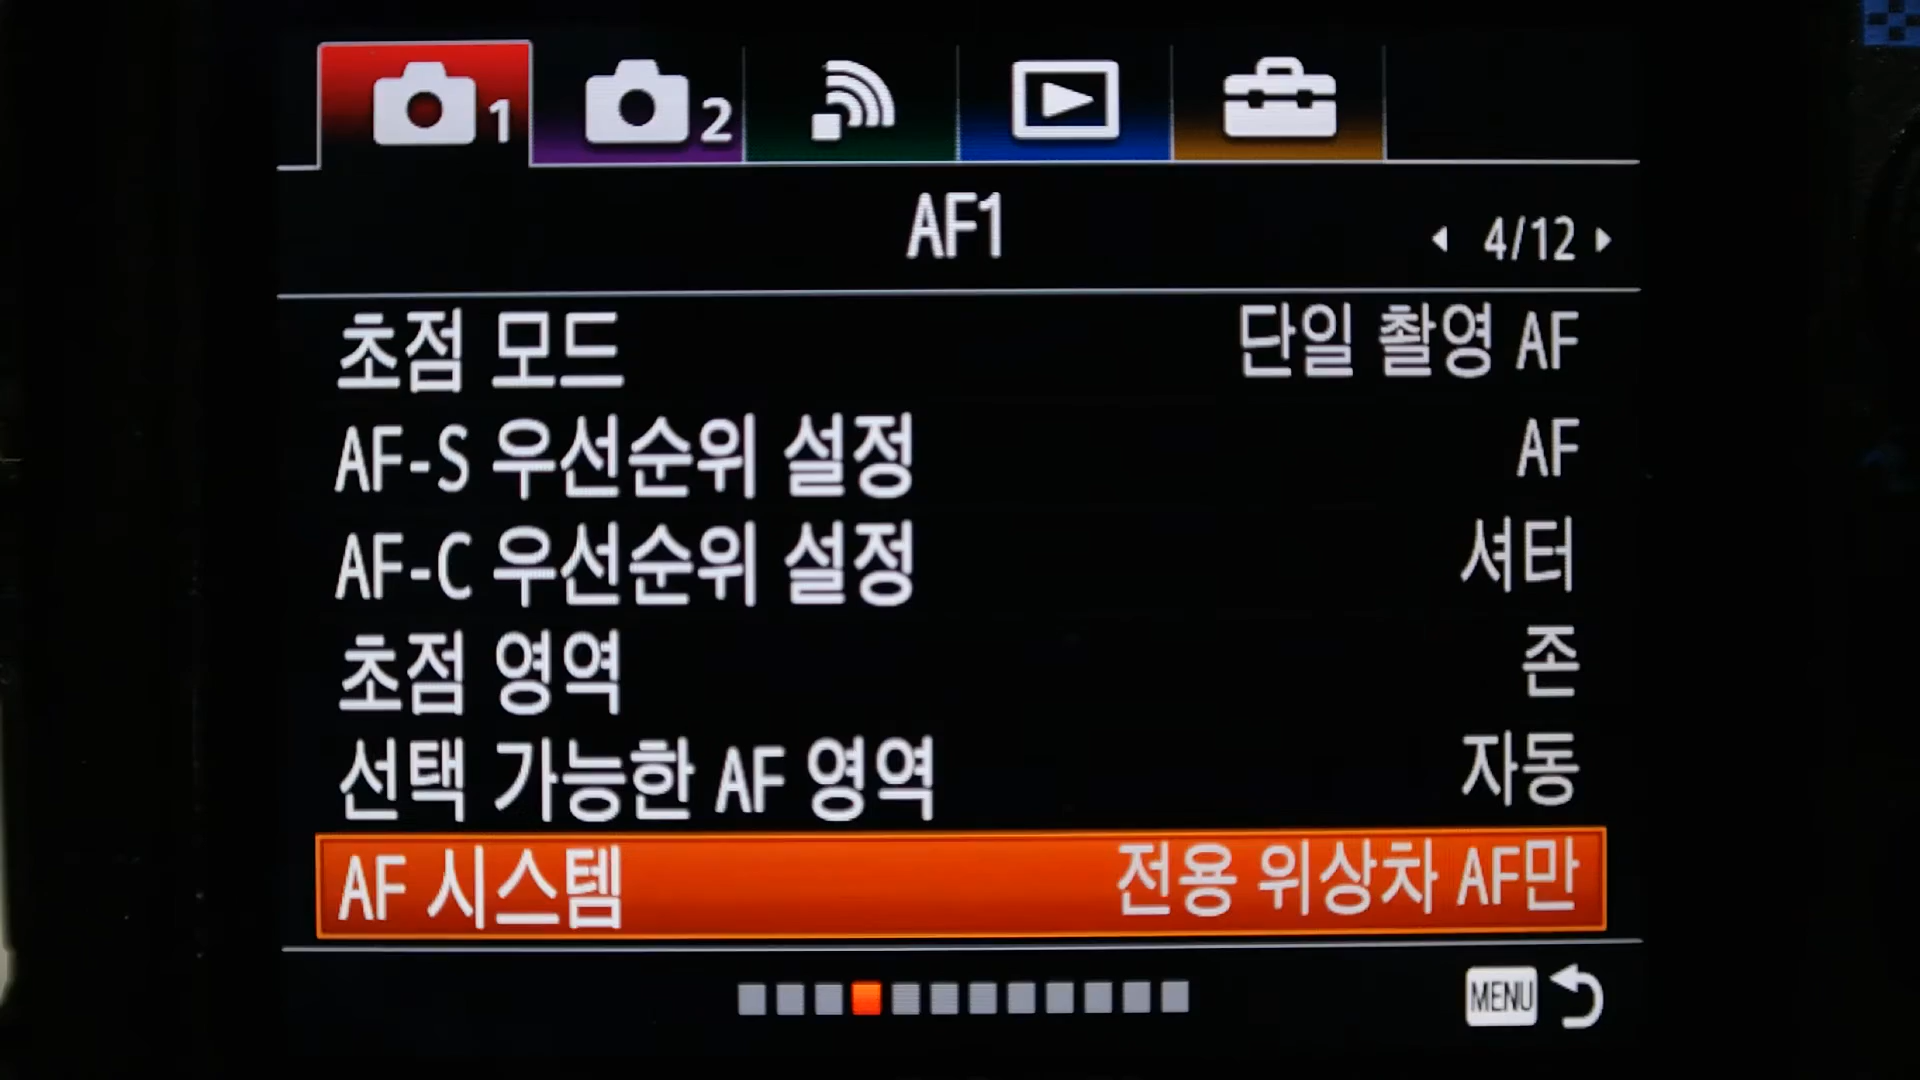 1 2
AF1
4/12
초점 모드 단일 촬영 AF
AF-S 우선순위 설정 AF
AF-C 우선순위 설정 셔터
초점 영역 존
선택 가능한 AF 영역 자동
AF 시스템 전용 위상차 AF만
MENU